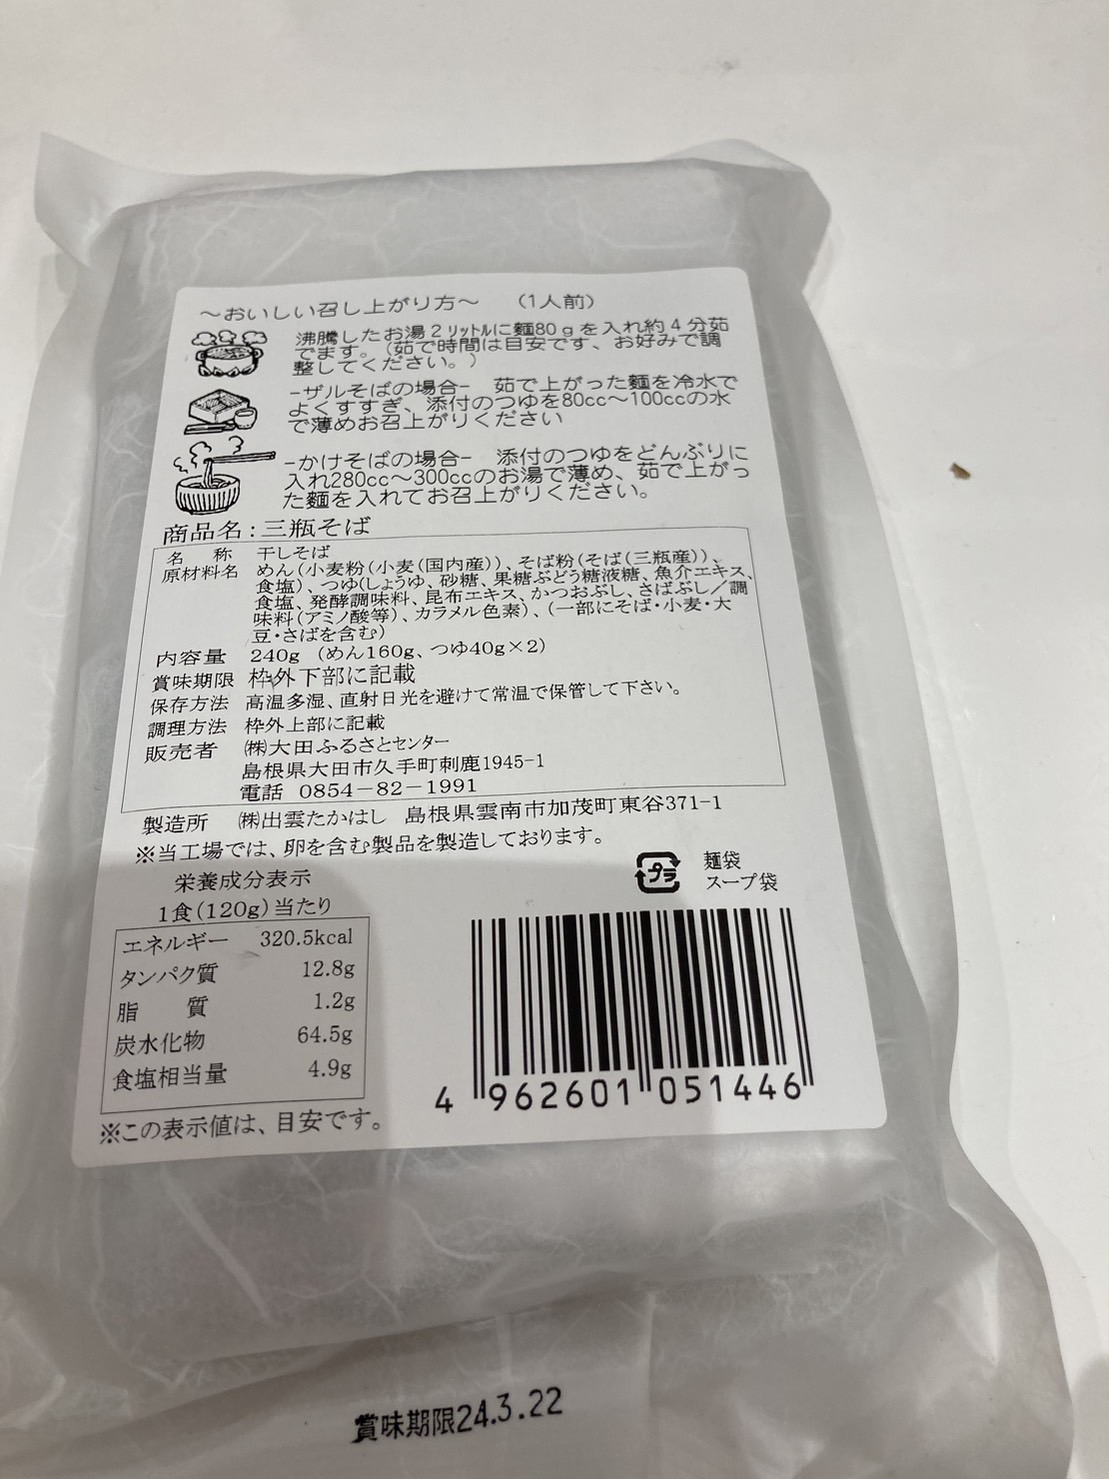 ～おいしい召し上がり方～　（1人前）
沸騰したお湯２リットルに麺80ｇを入れ約４分茹
でます。（茹で時間は目安です、お好みで調
整してください。）
-ザルそばの場合-　茹で上がった麺を冷水で
よくすすぎ、添付のつゆを80cc～100ccの水
で薄めお召上がりください
-かけそばの場合-　添付のつゆをどんぶりに
入れ280cc～300ccのお湯で薄め、茹で上がっ
た麺を入れてお召上がりください。
商品名：三瓶そば
名　称　干しそば
原材料名　めん（小麦粉（小麦（国内産））、そば粉（そば（三瓶産））、
食塩）、つゆ（しょうゆ、砂糖、果糖ぶどう糖液糖、魚介エキス、
食塩、発酵調味料、昆布エキス、かつおぶし、さばぶし／調
味料（アミノ酸等）、カラメル色素）、（一部にそば・小麦・大
豆・さばを含む）
内容量　240g　（めん160g、つゆ40g×2）
賞味期限　枠外下部に記載
保存方法　高温多湿、直射日光を避けて常温で保管して下さい。
調理方法　枠外上部に記載
販売者　㈱大田ふるさとセンター
島根県大田市久手町刺鹿1945-1
電話　0854－82－1991
製造所　㈱出雲たかはし　島根県雲南市加茂町東谷371-1
※当工場では、卵を含む製品を製造しております。
プラ　麺袋
スープ袋
栄養成分表示
1食（120g）当たり
エネルギー　320.5kcal
タンパク質　12.8g
脂　質　1.2g
炭水化物　64.5g
食塩相当量　4.9g
※この表示値は、目安です。
4 962601 051446
賞味期限24.3.22